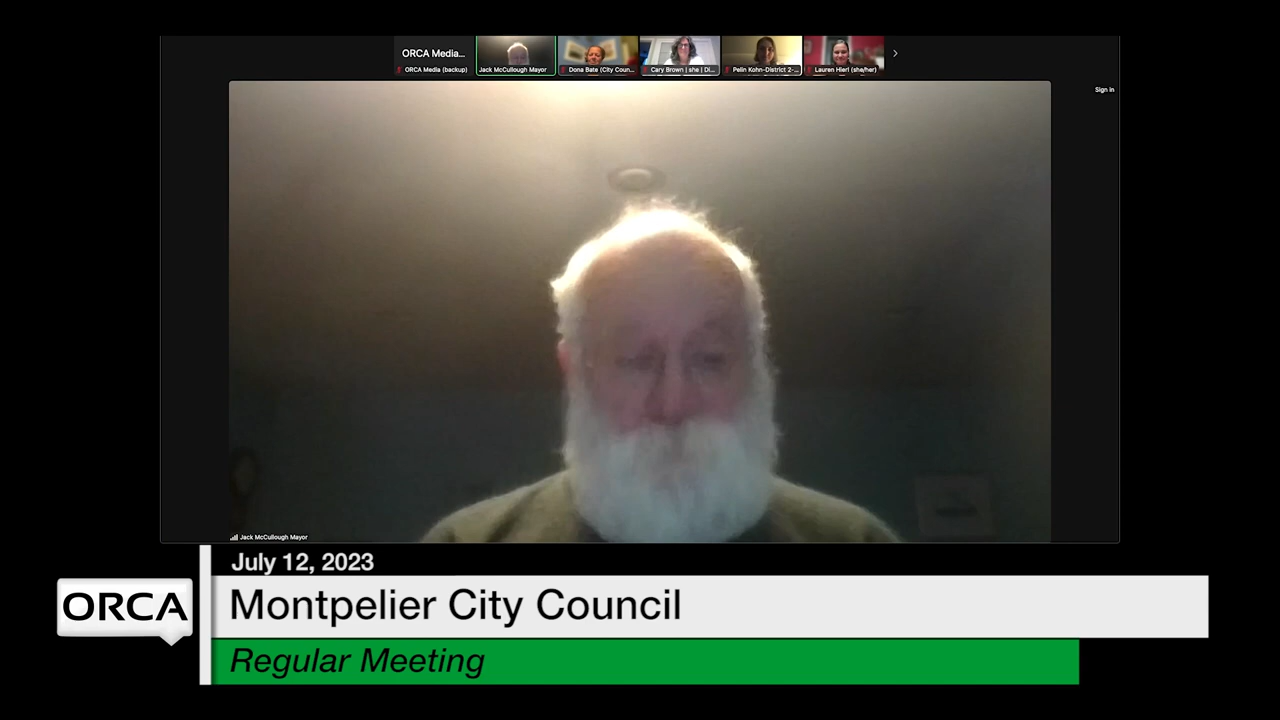 ORCA Media...
ORCA Media (backup)
Jack McCullough Mayor
Dona Bate (City Coun...
Cary Brown | she | Di...
Pelin Kohn-District 2-...
Lauren Hierl (she/her)
Sign in
Jack McCullough Mayor
July 12, 2023
ORCA
Montpelier City Council
Regular Meeting